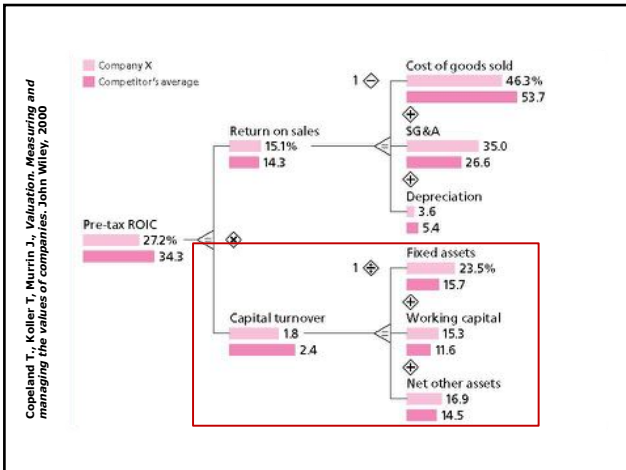 Copeland T., Koller T, Murrin J., Valuation. Measuring and
managing the values of companies. John Wiley, 2000
Company X
Competitor's average
Pre-tax ROIC
27.2%
34.3
Return on sales
15.1%
14.3
1
Cost of goods sold
46.3%
53.7
SG&A
35.0
26.6
Depreciation
3.6
5.4
Capital turnover
1.8
2.4
1
Fixed assets
23.5%
15.7
Working capital
15.3
11.6
Net other assets
16.9
14.5